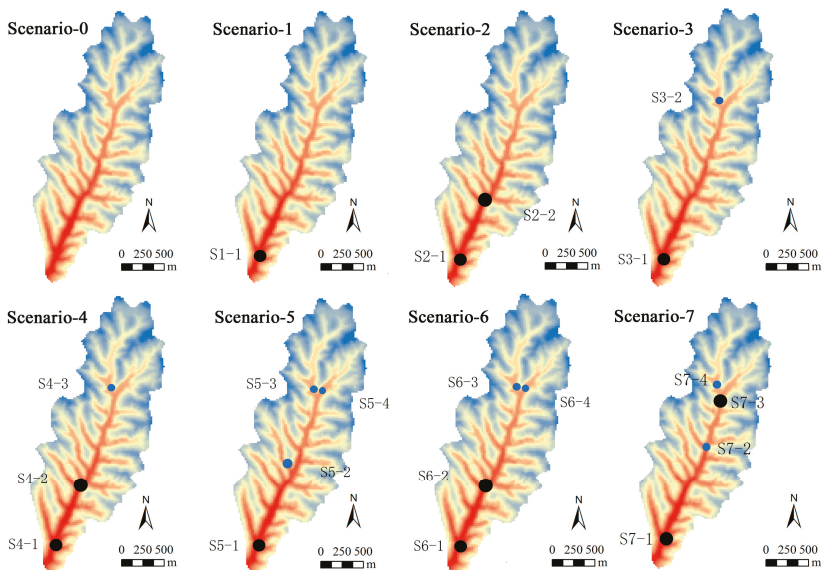 Scenario-0
N
0 250 500
m
Scenario-1
S1-1
N
0 250 500
m
Scenario-2
S2-2
S2-1
N
0 250 500
m
Scenario-3
S3-2
S3-1
N
0 250 500
m
Scenario-4
S4-3
S4-2
S4-1
N
0 250 500
m
Scenario-5
S5-3
S5-4
S5-2
S5-1
N
0 250 500
m
Scenario-6
S6-3
S6-4
S6-2
S6-1
N
0 250 500
m
Scenario-7
S7-4
S7-3
S7-2
S7-1
N
0 250 500
m